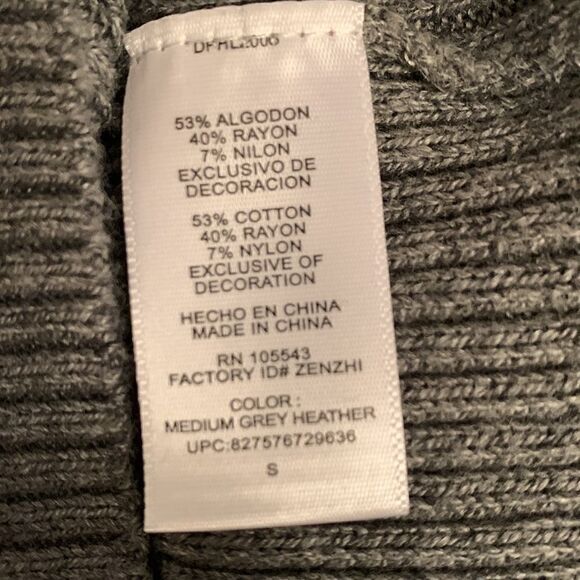 53% ALGODON
40% RAYON
7% NILON
EXCLUSIVO DE
DECORACION
53% COTTON
40% RAYON
7% NYLON
EXCLUSIVE OF
DECORATION
HECHO EN CHINA
MADE IN CHINA
RN 105543
FACTORY ID# ZENZHI
COLOR :
MEDIUM GREY HEATHER
UPC:827576729636
S